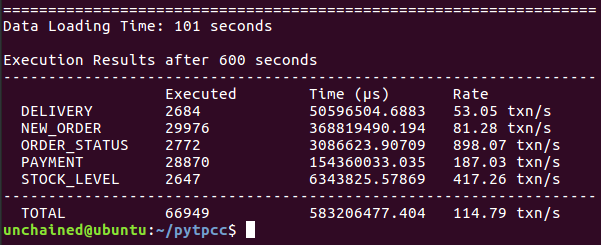 ==================================================================
Data Loading Time: 101 seconds
Execution Results after 600 seconds
------------------------------------------------------------------
Executed Time (µs) Rate
DELIVERY 2684 50596504.6883 53.05 txn/s
NEW_ORDER 29976 368819490.194 81.28 txn/s
ORDER_STATUS 2772 3086623.90709 898.07 txn/s
PAYMENT 28870 154360033.035 187.03 txn/s
STOCK_LEVEL 2647 6343825.57869 417.26 txn/s
------------------------------------------------------------------
TOTAL 66949 583206477.404 114.79 txn/s
unchained@ubuntu:~/pytpcc$